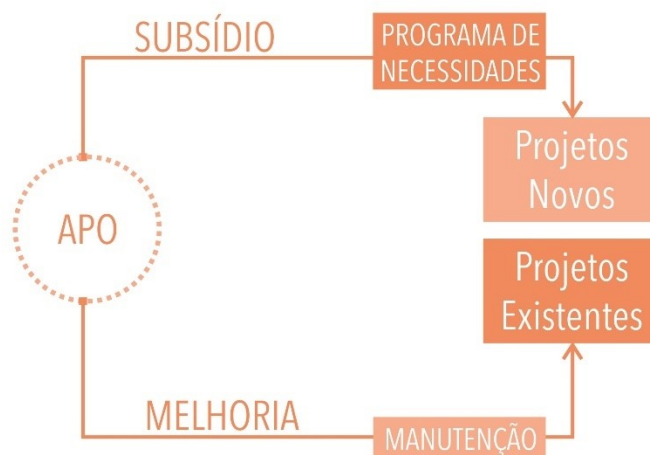 SUBSÍDIO
PROGRAMA DE
NECESSIDADES
Projetos
Novos
APO
Projetos
Existentes
MELHORIA
MANUTENÇÃO